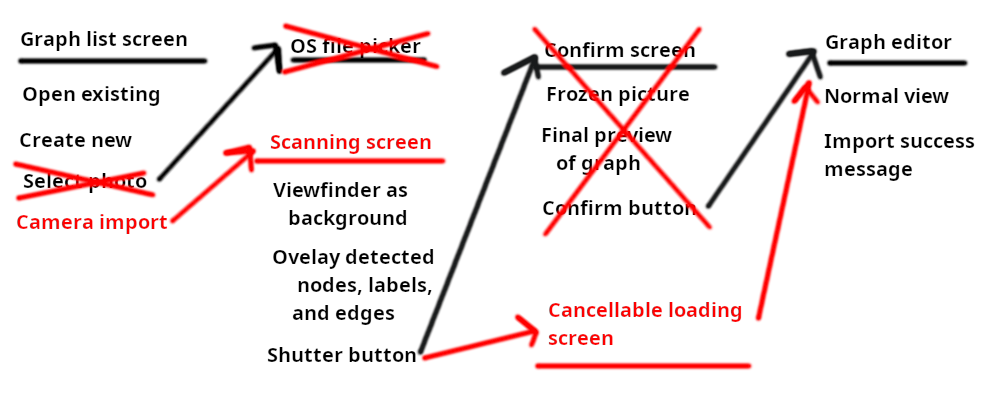 Graph list screen
Open existing
Create new
Select photo
Camera import
OS file picker
Scanning screen
Viewfinder as
background
Ovelay detected
nodes, labels,
and edges
Shutter button
Confirm screen
Frozen picture
Final preview
of graph
Confirm button
Cancellable loading
screen
Graph editor
Normal view
Import success
message